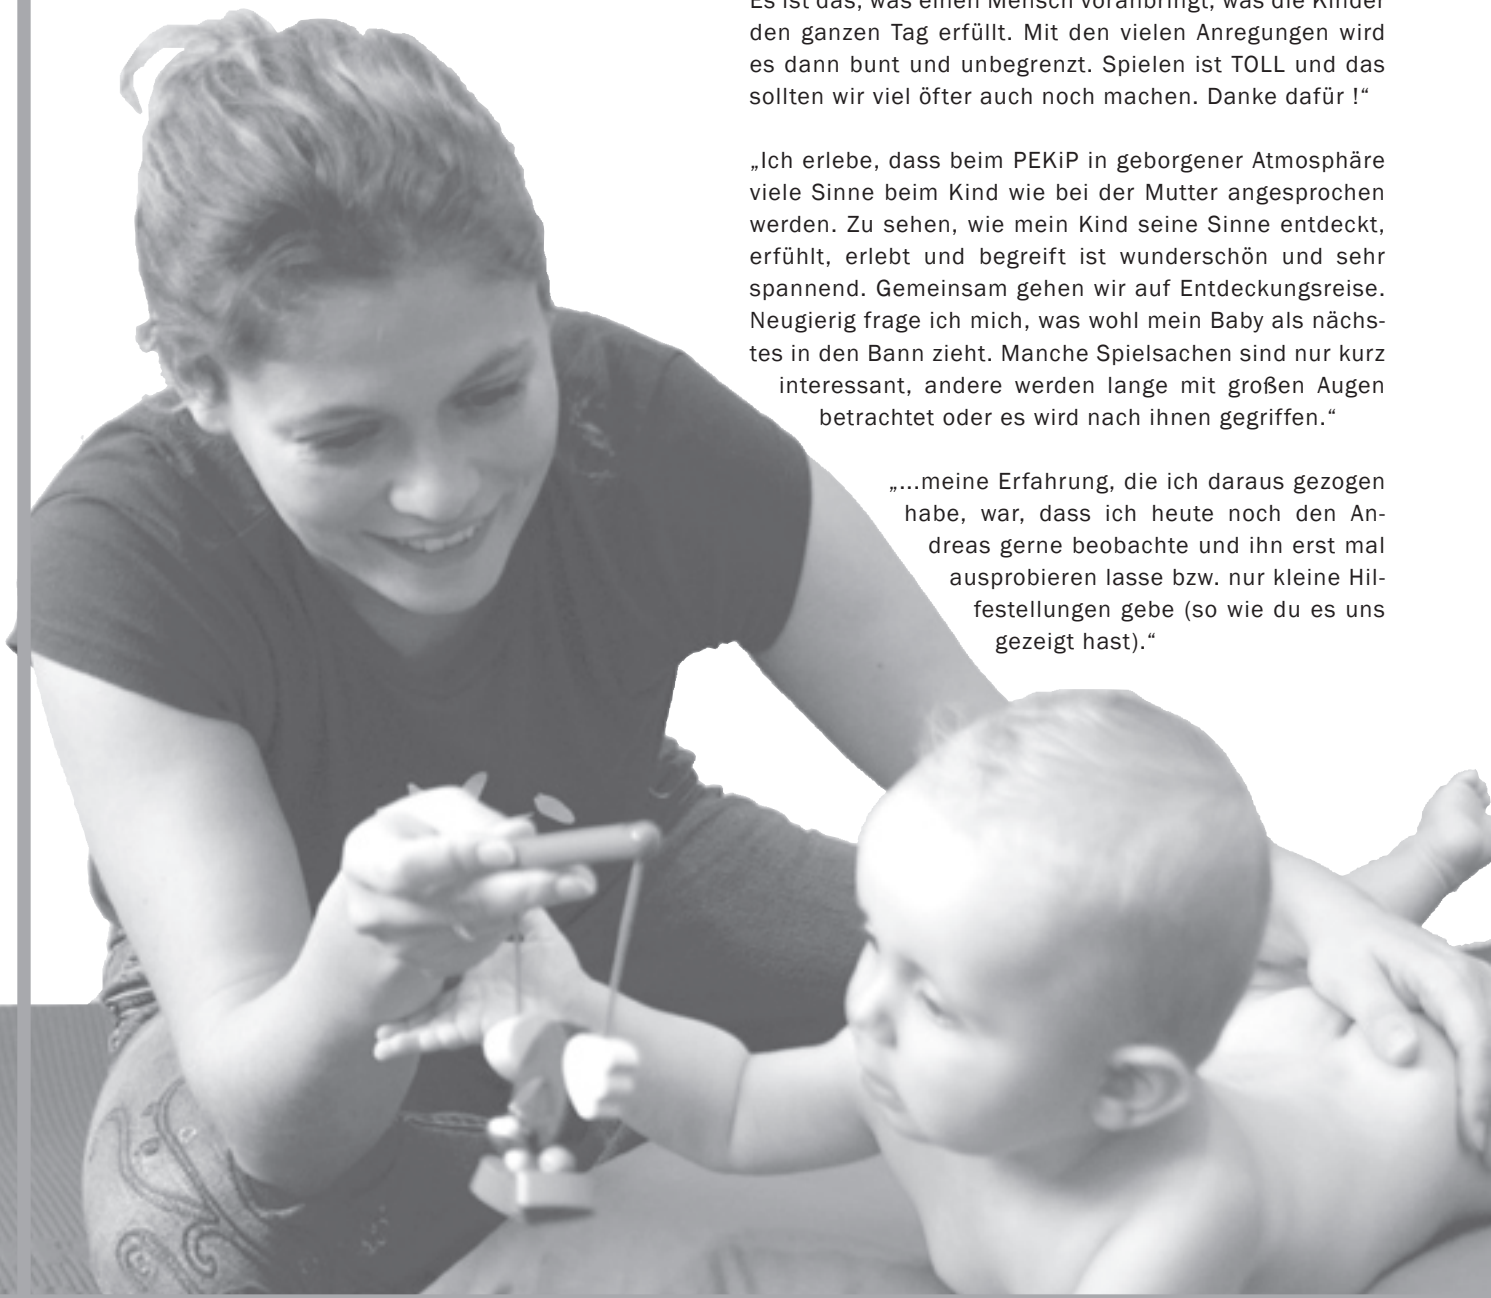 Es ist das, was einen Mensch voranbringt, was die Kinder
den ganzen Tag erfüllt. Mit den vielen Anregungen wird
es dann bunt und unbegrenzt. Spielen ist TOLL und das
sollten wir viel öfter auch noch machen. Danke dafür !“
„Ich erlebe, dass beim PEKiP in geborgener Atmosphäre
viele Sinne beim Kind wie bei der Mutter angesprochen
werden. Zu sehen, wie mein Kind seine Sinne entdeckt,
erfühlt, erlebt und begreift ist wunderschön und sehr
spannend. Gemeinsam gehen wir auf Entdeckungsreise.
Neugierig frage ich mich, was wohl mein Baby als nächs-
tes in den Bann zieht. Manche Spielsachen sind nur kurz
interessant, andere werden lange mit großen Augen
betrachtet oder es wird nach ihnen gegriffen.“
„...meine Erfahrung, die ich daraus gezogen
habe, war, dass ich heute noch den An-
dreas gerne beobachte und ihn erst mal
ausprobieren lasse bzw. nur kleine Hil-
festellungen gebe (so wie du es uns
gezeigt hast).“